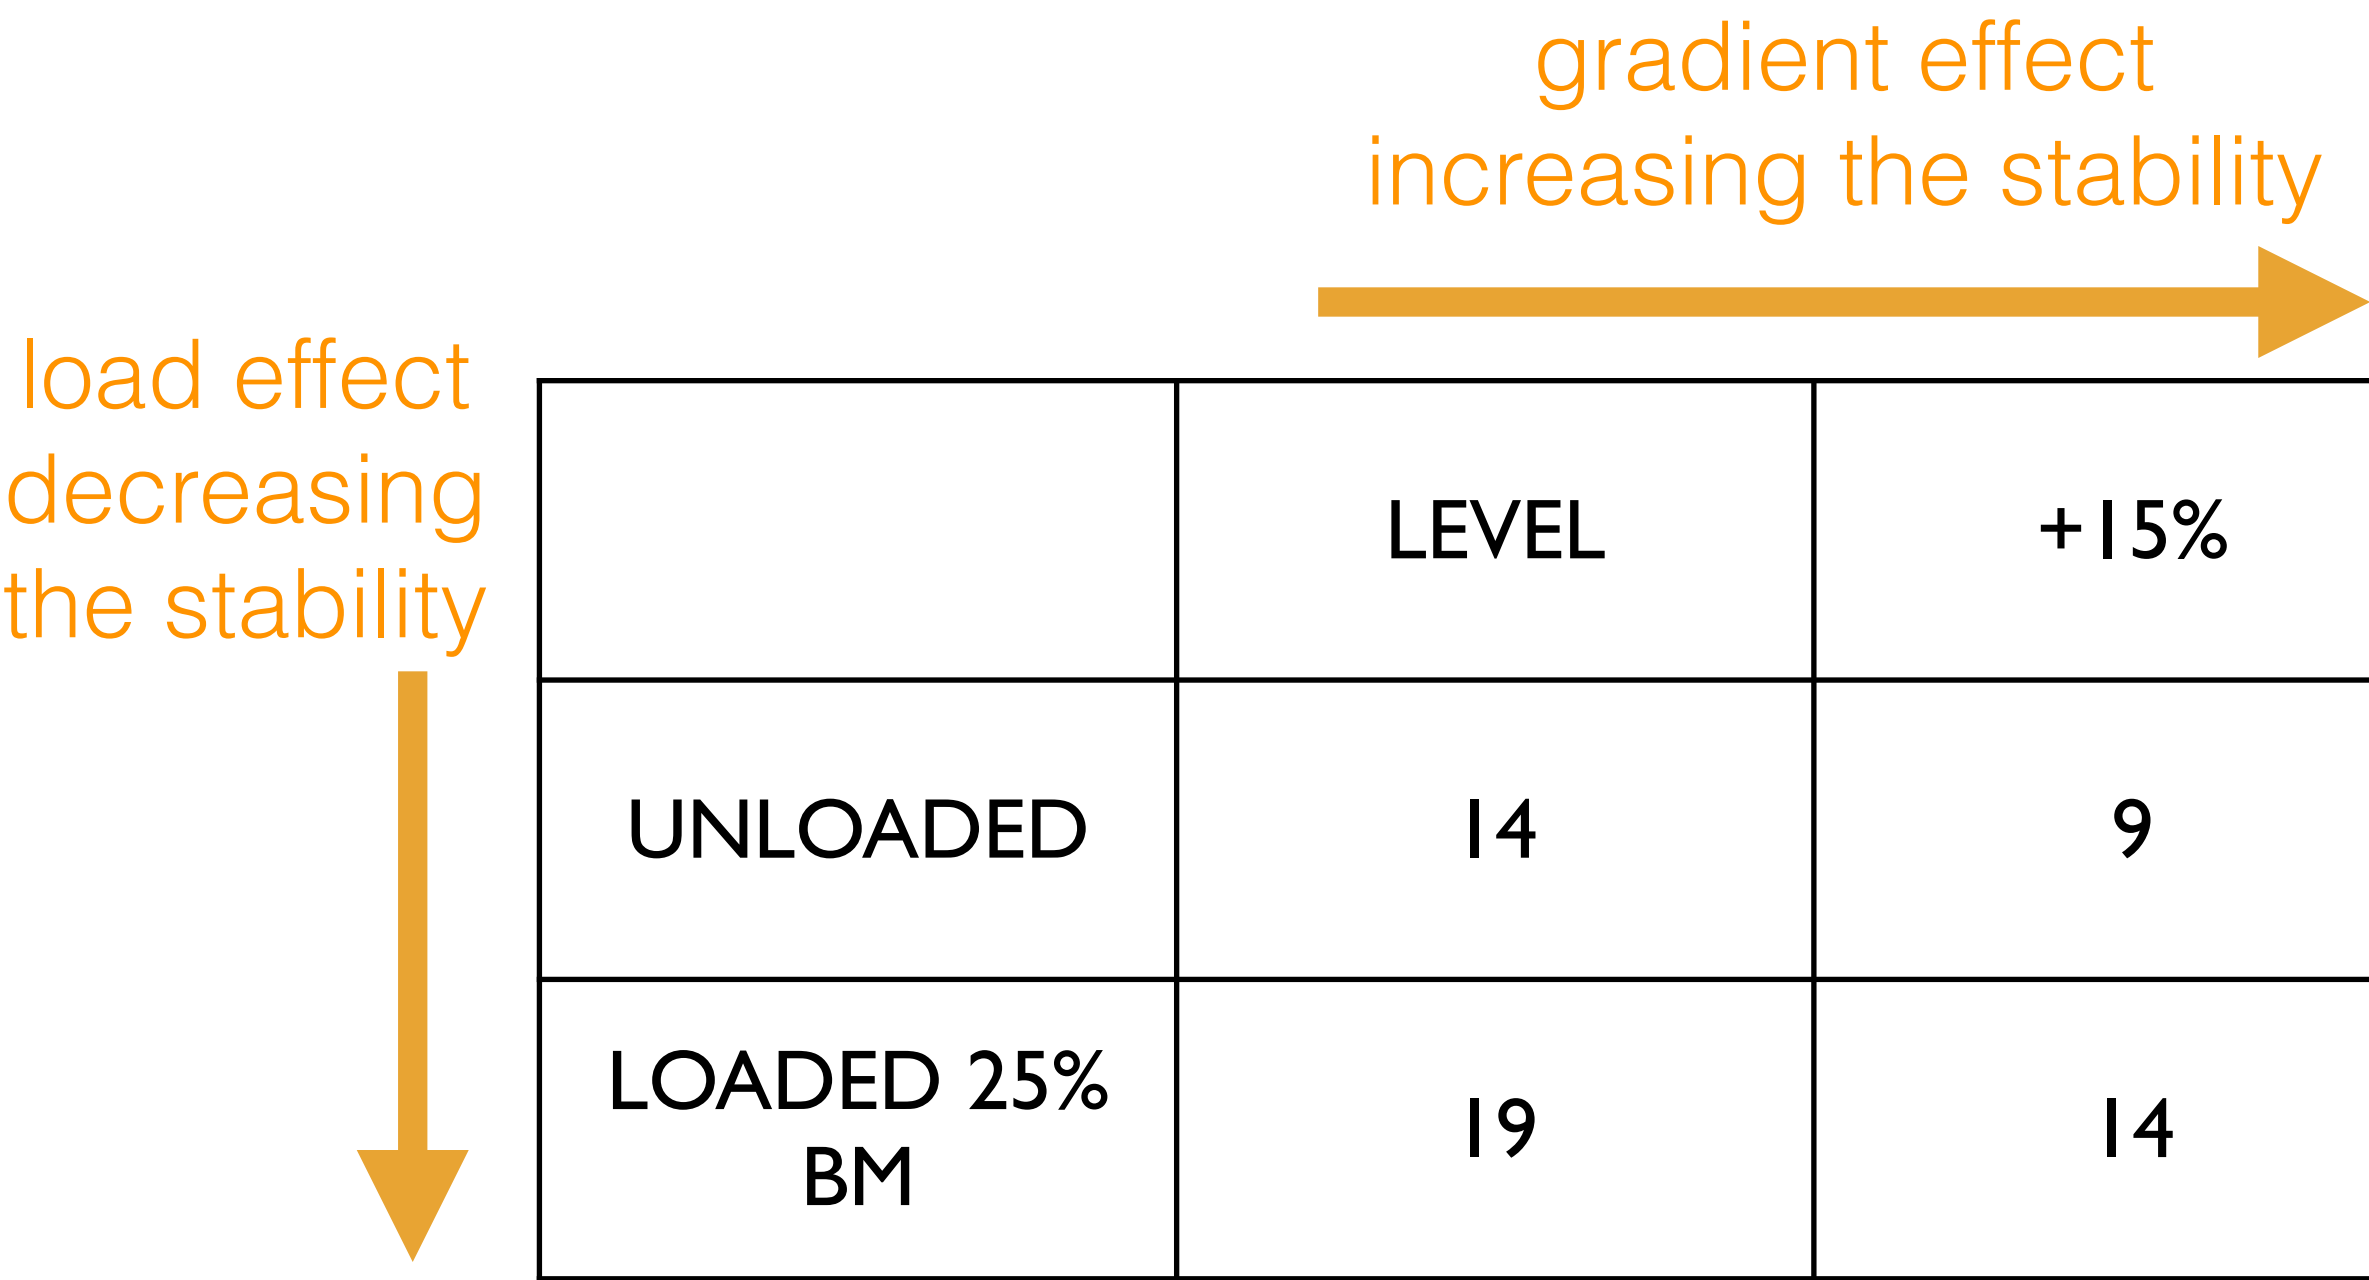 gradient effect
increasing the stability
load effect
decreasing
the stability
LEVEL +15%
UNLOADED 14 9
LOADED 25%
BM 19 14